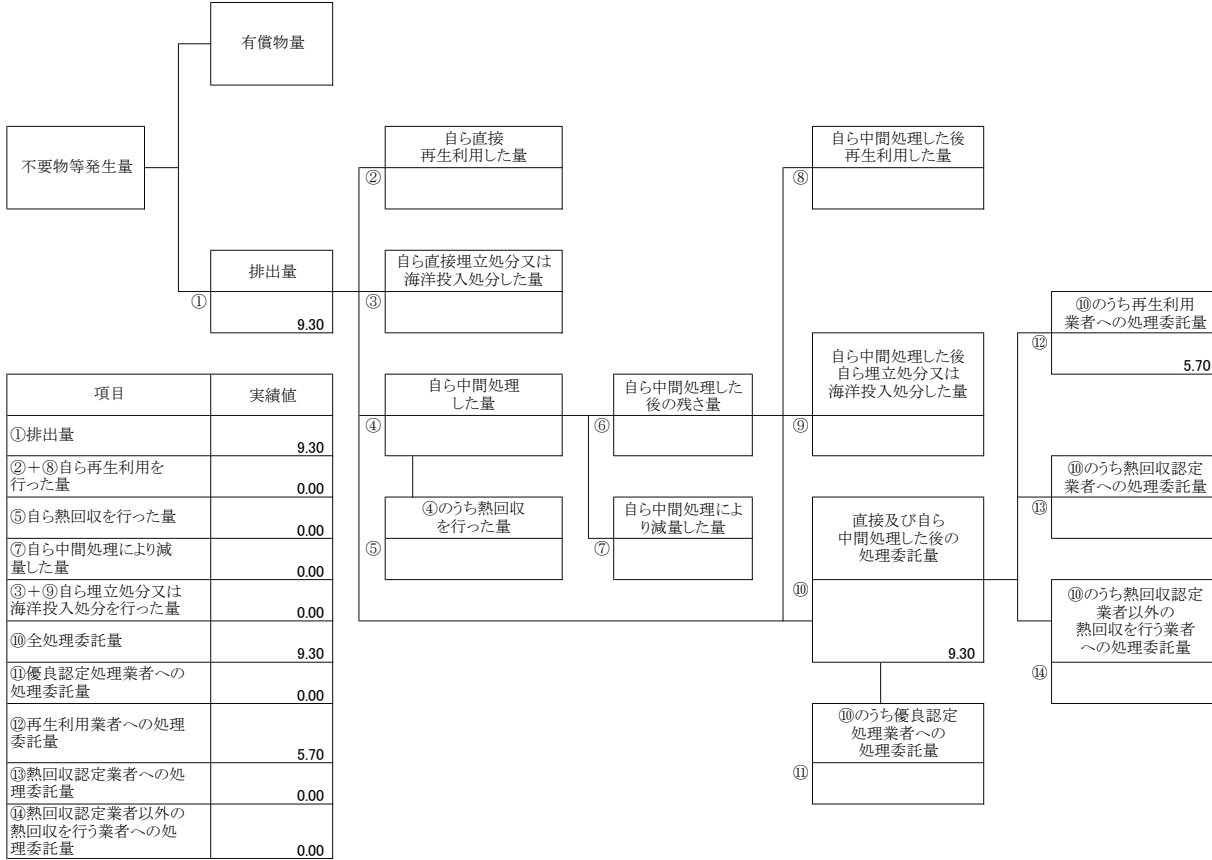 有償物量
不要物等発生量
自ら直接
再生利用した量
②
自ら中間処理した後
再生利用した量
⑧
排出量
①
9.30
自ら直接埋立処分又は
海洋投入処分した量
③
⑩のうち再生利用
業者への処理委託量
⑫
5.70
自ら中間処理
した量
④
自ら中間処理した
後の残さ量
⑥
自ら中間処理した後
自ら埋立処分又は
海洋投入処分した量
⑨
⑩のうち熱回収認定
業者への処理委託量
⑬
④のうち熱回収
を行った量
⑤
自ら中間処理によ
り減量した量
⑦
直接及び自ら
中間処理した後の
処理委託量
⑩
9.30
⑩のうち熱回収認定
業者以外の
熱回収を行う業者
への処理委託量
⑭
⑩のうち優良認定
処理業者への
処理委託量
⑪
項目 実績値
①排出量 9.30
②+⑧自ら再生利用を
行った量 0.00
⑤自ら熱回収を行った量 0.00
⑦自ら中間処理により減
量した量 0.00
③+⑨自ら埋立処分又は
海洋投入処分を行った量 0.00
⑩全処理委託量 9.30
⑪優良認定処理業者への
処理委託量 0.00
⑫再生利用業者への処理
委託量 5.70
⑬熱回収認定業者への処
理委託量 0.00
⑭熱回収認定業者以外の
熱回収を行う業者への処
理委託量 0.00